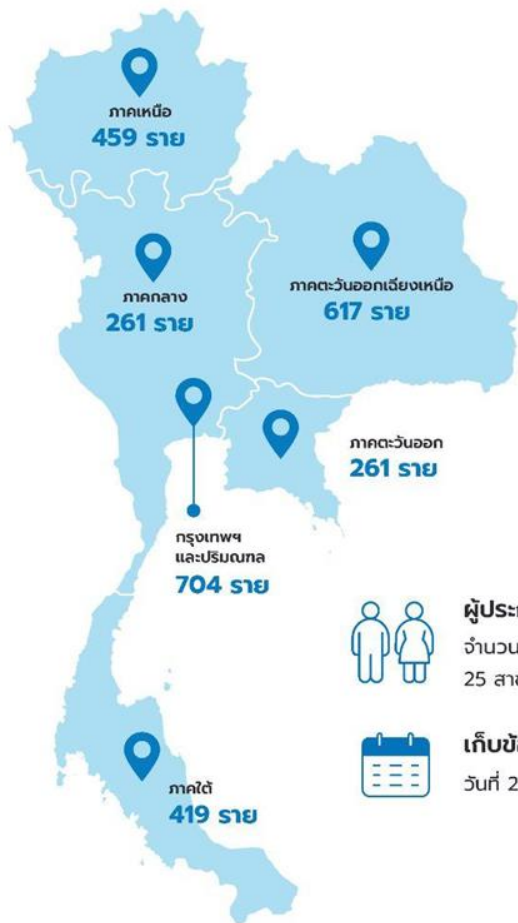 ภาคเหนือ
459 ราย
ภาคกลาง
261 ราย
ภาคตะวันออกเฉียงเหนือ
617 ราย
ภาคตะวันออก
261 ราย
กรุงเทพฯ
และปริมณฑล
704 ราย
จำนวน
25
วันที่ 2
ภาคใต้
419 ราย